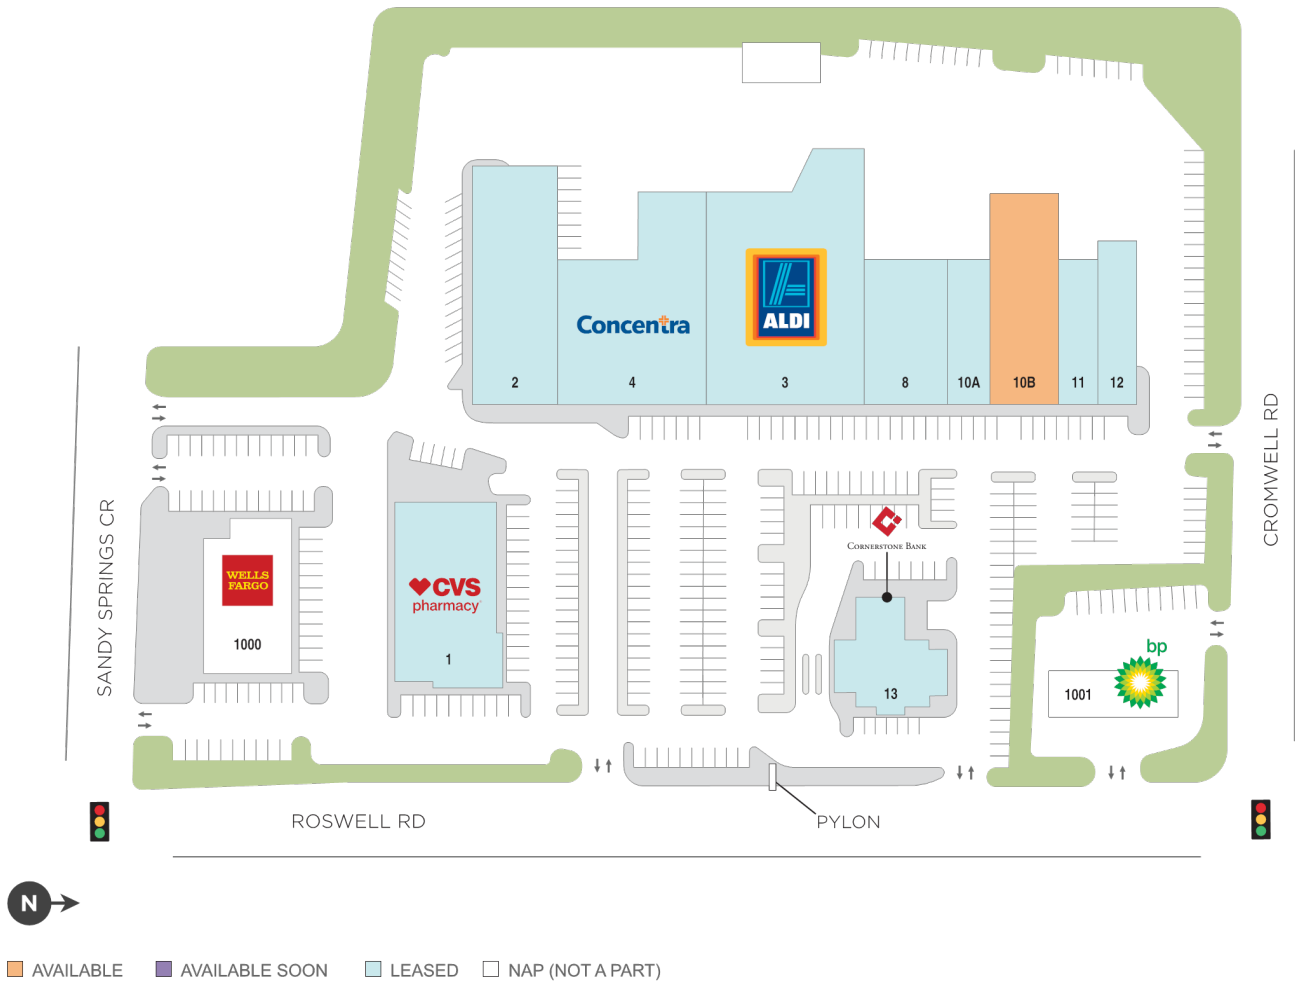 Concentra
ALDI
2
4
3
8
10A
10B
11
12
CROMWELL RD
SANDY SPRINGS CR
WELLS
FARGO
1000
CVS
pharmacy
1
CORNERSTONE BANK
13
bp
1001
ROSWELL RD
PYLON
N
AVAILABLE
AVAILABLE SOON
LEASED
NAP (NOT A PART)